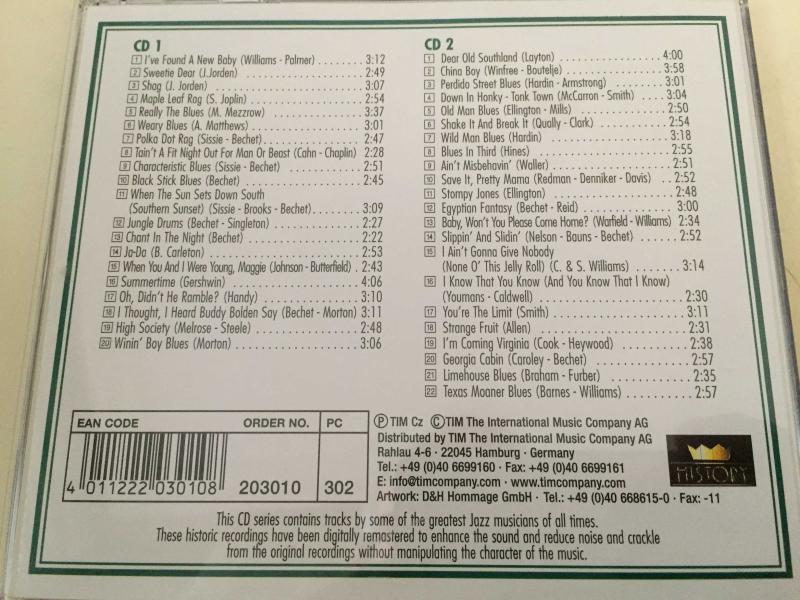 CD 1
1 I've Found A New Baby (Williams - Palmer) ........ 3:12
2 Sweetie Dear (J.Jorden) ........ 2:49
3 Shag (J. Jorden) ........ 3:07
4 Maple Leaf Rag (S. Joplin) ........ 2:54
5 Really The Blues (M. Mezzrow) ........ 3:37
6 Weary Blues (A. Matthews) ........ 3:01
7 Polka Dot Rag (Sissie - Bechet) ........ 2:47
8 Tain't A Fit Night Out For Man Or Beast (Cahn - Chaplin) 2:28
9 Characteristic Blues (Sissie - Bechet) ........ 2:51
10 Black Stick Blues (Bechet) ........ 2:45
11 When The Sun Sets Down South
(Southern Sunset) (Sissie - Brooks - Bechet) ........ 3:09
12 Jungle Drums (Bechet - Singleton) ........ 2:27
13 Chant In The Night (Bechet) ........ 2:22
14 Ja-Da (B. Carleton) ........ 2:53
15 When You And I Were Young, Maggie (Johnson - Butterfield) . 2:43
16 Summertime (Gershwin) ........ 4:06
17 Oh, Didn't He Ramble? (Handy) ........ 3:10
18 I Thought, I Heard Buddy Bolden Say (Bechet - Morton) 3:11
19 High Society (Melrose - Steele) ........ 2:48
20 Winin' Boy Blues (Morton) ........ 3:06
CD 2
1 Dear Old Southland (Layton) ........ 4:00
2 China Boy (Winfree - Boutelje) ........ 3:58
3 Perdido Street Blues (Hardin - Armstrong) ........ 3:01
4 Down In Honky - Tonk Town (McCarron - Smith) ........ 3:04
5 Old Man Blues (Ellington - Mills) ........ 2:50
6 Shake It And Break It (Qually - Clark) ........ 2:54
7 Wild Man Blues (Hardin) ........ 3:18
8 Blues In Third (Hines) ........ 2:55
9 Ain't Misbehavin' (Waller) ........ 2:51
10 Save It, Pretty Mama (Redman - Denniker - Davis) .. 2:52
11 Stompy Jones (Ellington) ........ 2:48
12 Egyptian Fantasy (Bechet - Reid) ........ 3:00
13 Baby, Won't You Please Come Home? (Warfield - Williams) 2:34
14 Slippin' And Slidin' (Nelson - Bauns - Bechet) ...... 2:52
15 I Ain't Gonna Give Nobody
(None O' This Jelly Roll) (C. & S. Williams) ........ 3:14
16 I Know That You Know (And You Know That I Know)
(Youmans - Caldwell) ........ 2:30
17 You're The Limit (Smith) ........ 3:11
18 Strange Fruit (Allen) ........ 2:31
19 I'm Coming Virginia (Cook - Heywood) ........ 2:38
20 Georgia Cabin (Caroley - Bechet) ........ 2:57
21 Limehouse Blues (Braham - Furber) ........ 2:35
22 Texas Moaner Blues (Barnes - Williams) ........ 2:57
EAN CODE ORDER NO. PC
4 011222 030108 203010 302
Ⓟ TIM Cz Ⓒ TIM The International Music Company AG
Distributed by TIM The International Music Company AG
Rahlau 4-6 · 22045 Hamburg · Germany
Tel.: +49 (0)40 6699160 · Fax: +49 (0)40 6699161
E: info@timcompany.com · www.timcompany.com
Artwork: D&H Hommage GmbH · Tel.: +49 (0)40 668615-0 · Fax: -11
HISTORY
This CD series contains tracks by some of the greatest Jazz musicians of all times.
These historic recordings have been digitally remastered to enhance the sound and reduce noise and crackle
from the original recordings without manipulating the character of the music.